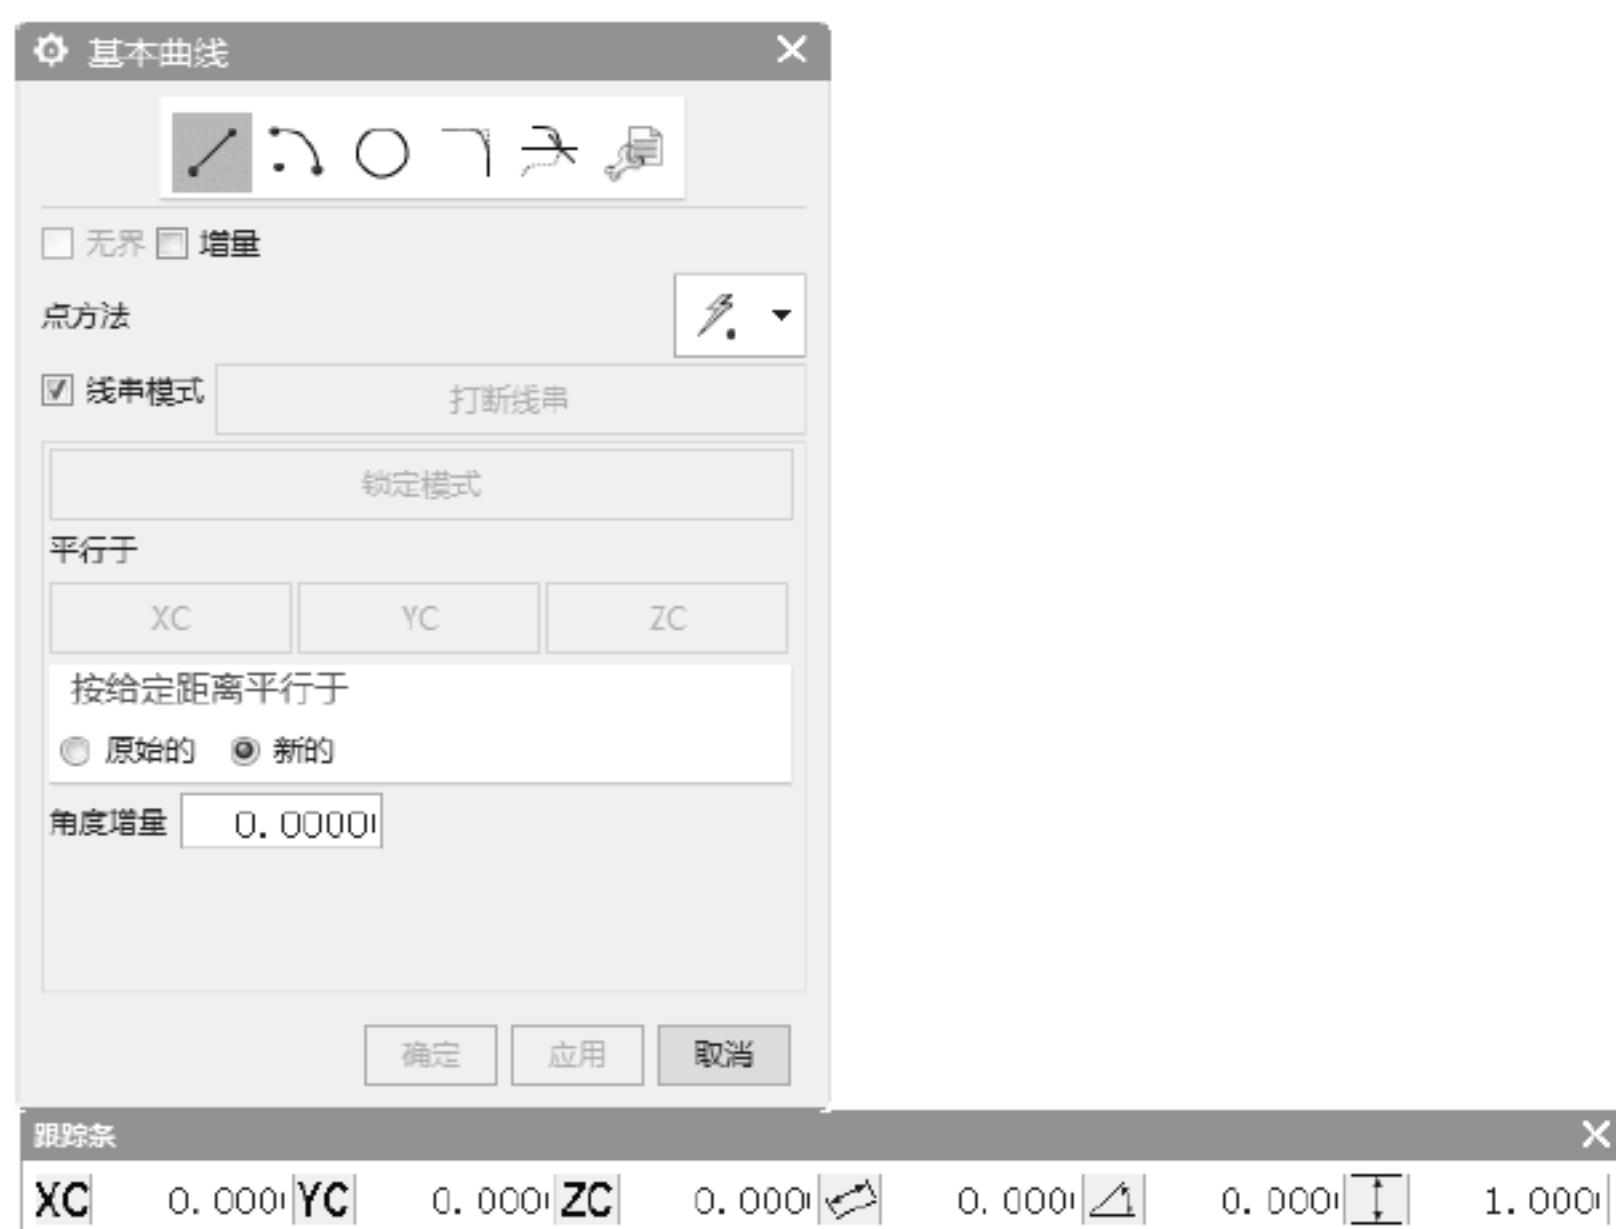 基本曲线
无界 增量
点方法
线串模式 打断线串
锁定模式
平行于
XC YC ZC
按给定距离平行于
原始的 新的
角度增量 0.0000
确定 应用 取消
跟踪条
XC 0.000 YC 0.000 ZC 0.000 0.000 0.000 1.000